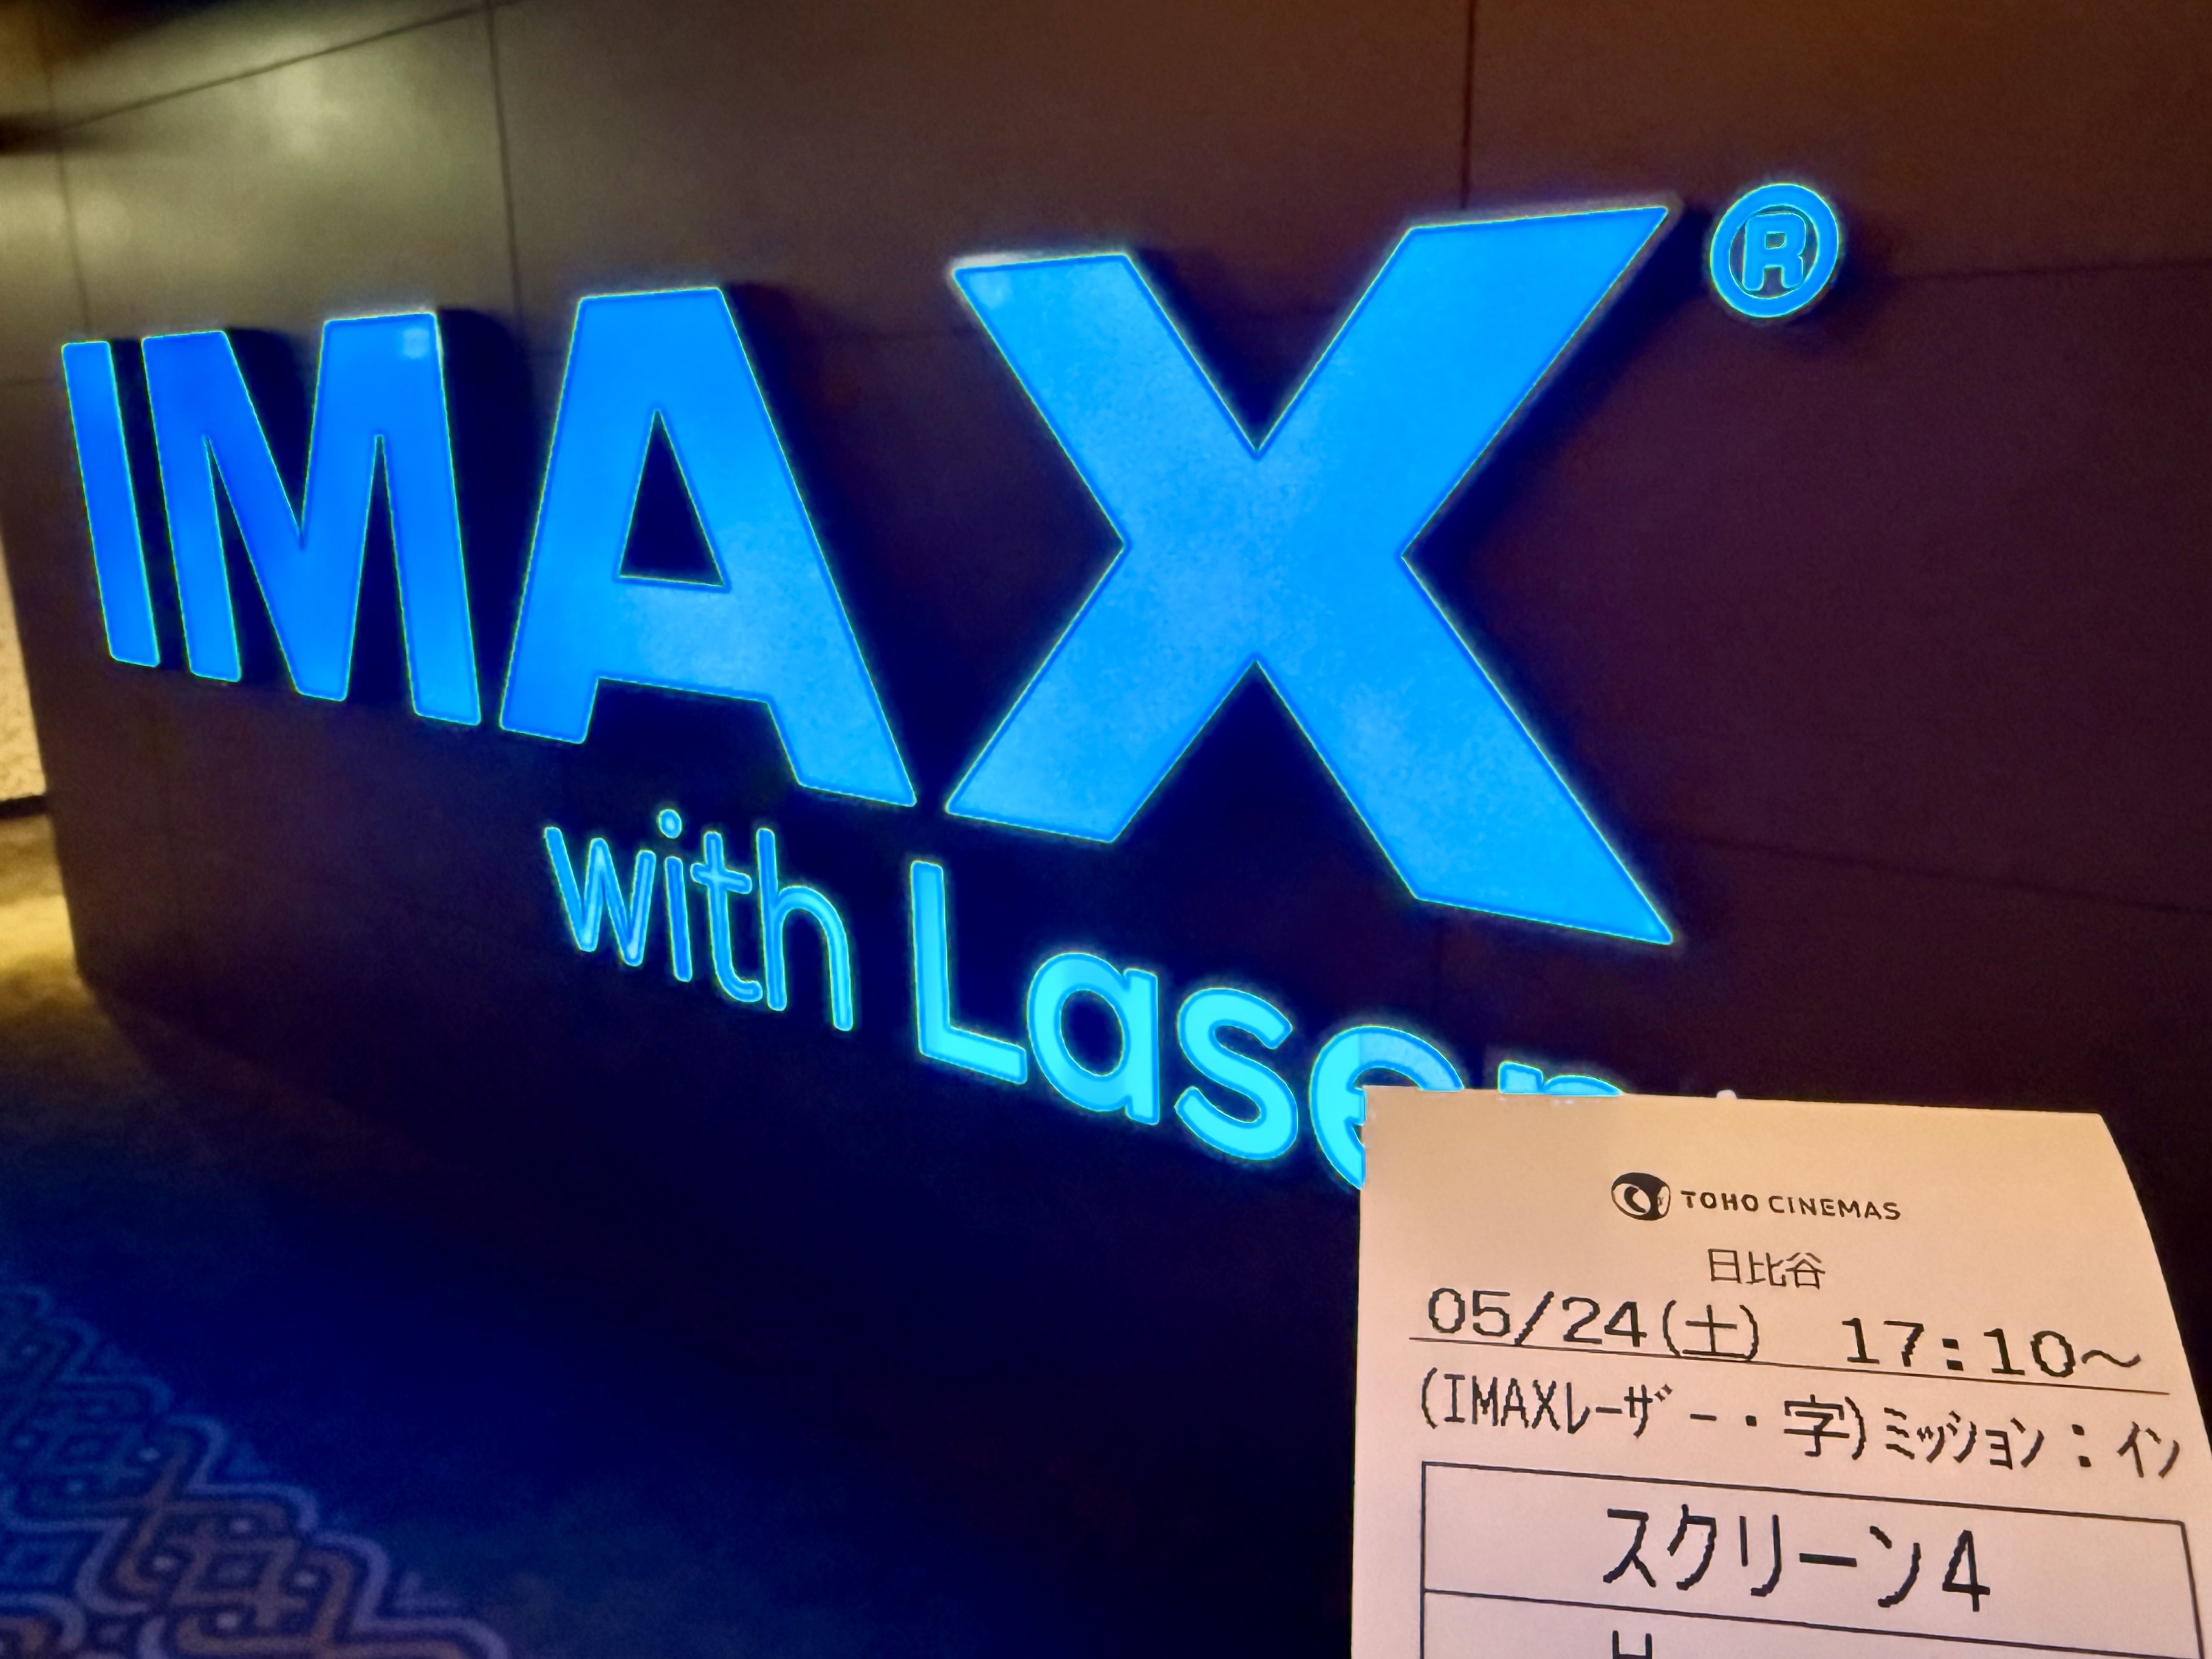 IMAX®
with Laser
TOHO CINEMAS
日比谷
05/24(土) 17:10~
(IMAXﾚｰｻﾞｰ・字)ﾐｯｼｮﾝ：ｲﾝ
スクリーン4